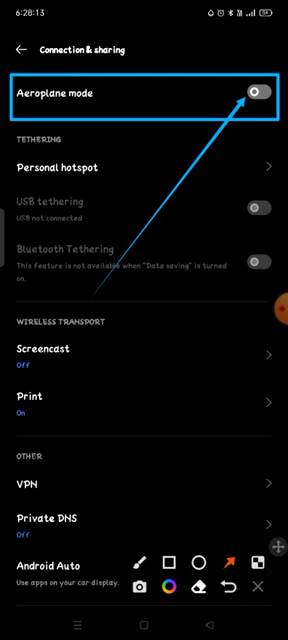 6:28:13
54
Connection & sharing
Aeroplane mode
TETHERING
Personal hotspot
USB tethering
USB not connected
Bluetooth Tethering
This feature is not available when "Data saving" is turned
on.
WIRELESS TRANSPORT
Screencast
Off
Print
On
OTHER
VPN
Private DNS
Off
Android Auto
Use apps on your car display.